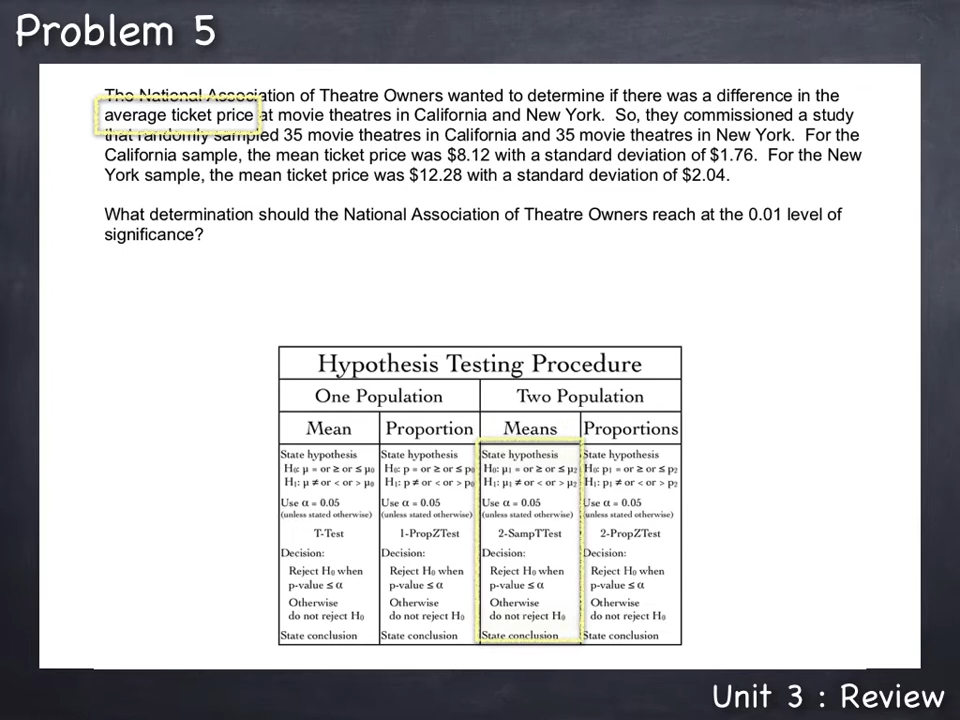 Problem 5
The National Association of Theatre Owners wanted to determine if there was a difference in the
average ticket price at movie theatres in California and New York. So, they commissioned a study
that randomly sampled 35 movie theatres in California and 35 movie theatres in New York. For the
California sample, the mean ticket price was $8.12 with a standard deviation of $1.76. For the New
York sample, the mean ticket price was $12.28 with a standard deviation of $2.04.
What determination should the National Association of Theatre Owners reach at the 0.01 level of
significance?
Hypothesis Testing Procedure
One Population Two Population
Mean Proportion Means Proportions
State hypothesis State hypothesis State hypothesis State hypothesis
H₀: μ = or ≥ or ≤ μ₀ H₀: p = or ≥ or ≤ p₀ H₀: μ₁ = or ≥ or ≤ μ₂ H₀: p₁ = or ≥ or ≤ p₂
H₁: μ ≠ or < or > μ₀ H₁: p ≠ or < or > p₀ H₁: μ₁ ≠ or < or > μ₂ H₁: p₁ ≠ or < or > p₂
Use α = 0.05 Use α = 0.05 Use α = 0.05 Use α = 0.05
(unless stated otherwise) (unless stated otherwise) (unless stated otherwise) (unless stated otherwise)
T-Test 1-PropZTest 2-SampTTest 2-PropZTest
Decision: Decision: Decision: Decision:
Reject H₀ when Reject H₀ when Reject H₀ when Reject H₀ when
p-value ≤ α p-value ≤ α p-value ≤ α p-value ≤ α
Otherwise Otherwise Otherwise Otherwise
do not reject H₀ do not reject H₀ do not reject H₀ do not reject H₀
State conclusion State conclusion State conclusion State conclusion
Unit 3 : Review